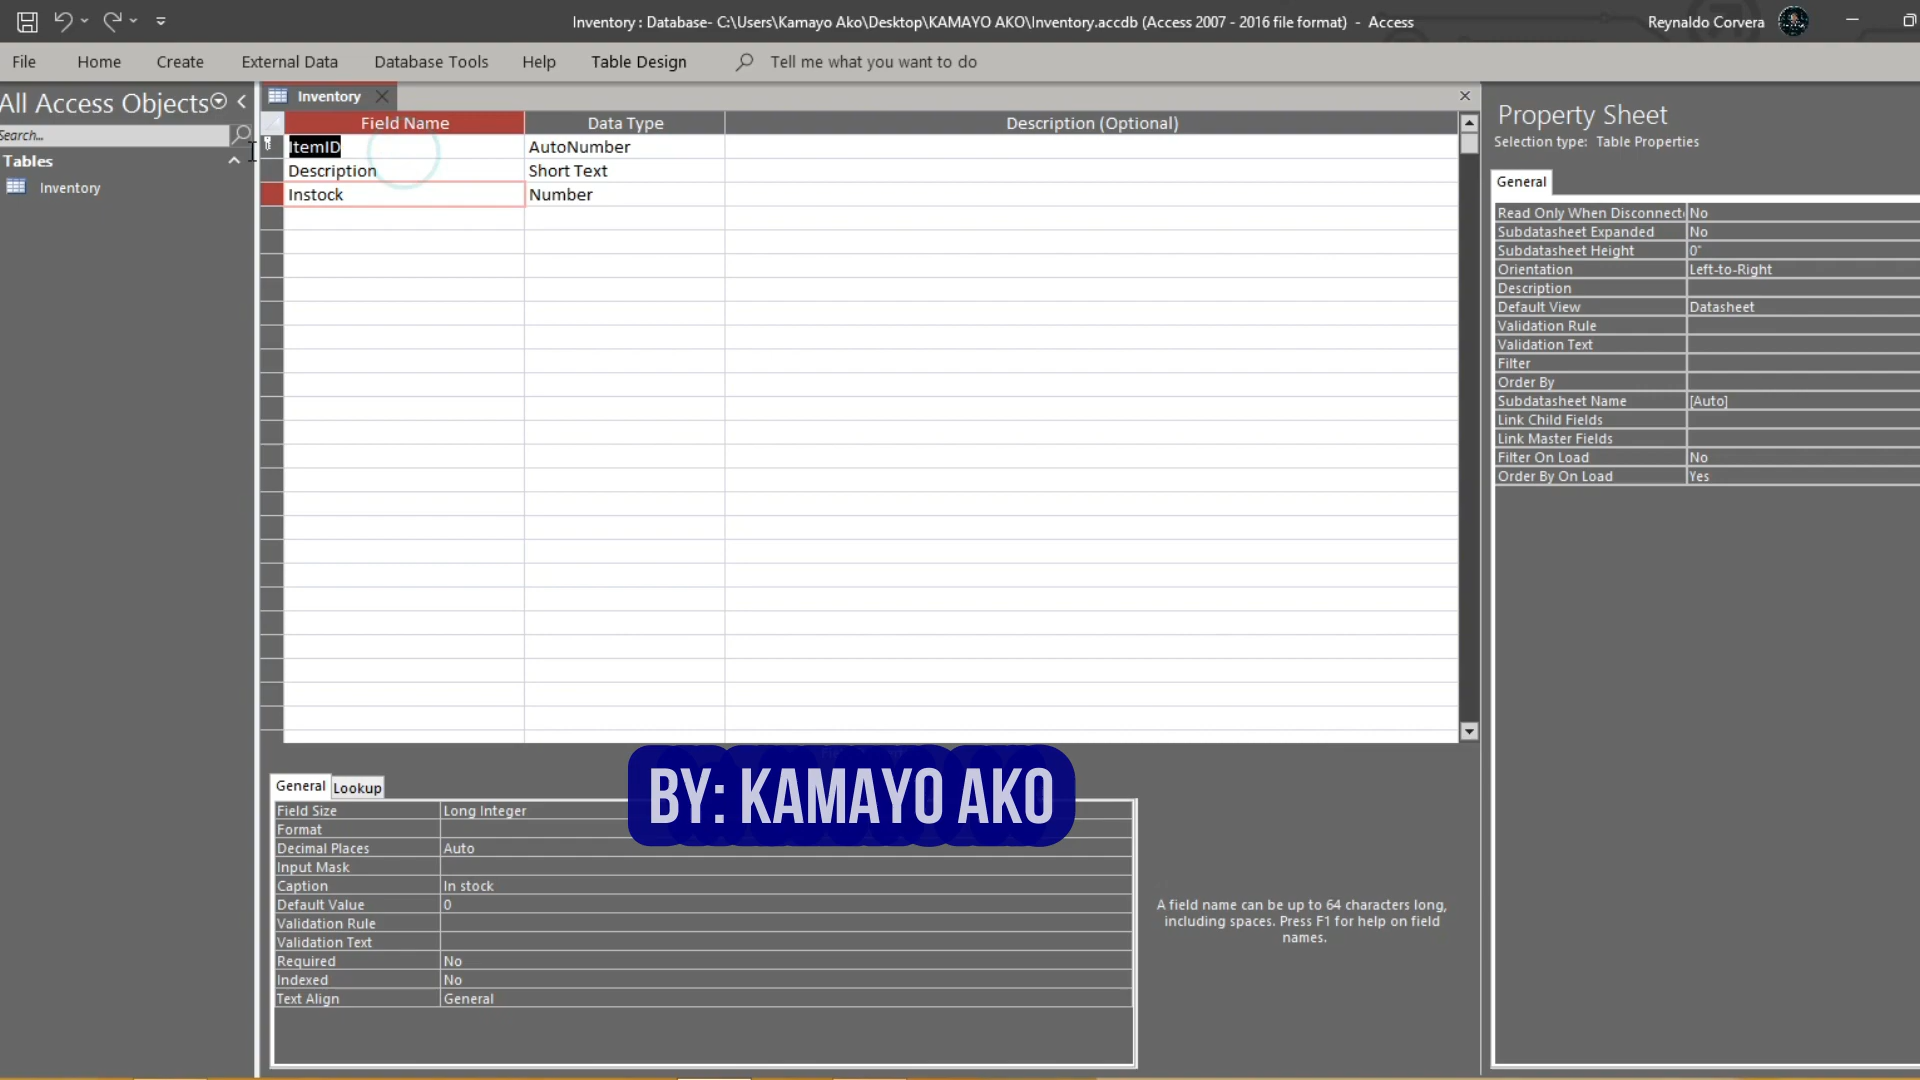 Inventory : Database- C:\Users\Kamayo Ako\Desktop\KAMAYO AKO\Inventory.accdb (Access 2007 - 2016 file format) - Access
Reynaldo Corvera
File Home Create External Data Database Tools Help Table Design Tell me what you want to do
All Access Objects
Search...
Tables
Inventory
Inventory
Field Name Data Type Description (Optional)
ItemID AutoNumber
Description Short Text
Instock Number
General Lookup
Field Size Long Integer
Format
Decimal Places Auto
Input Mask
Caption In stock
Default Value 0
Validation Rule
Validation Text
Required No
Indexed No
Text Align General
BY: KAMAYO AKO
A field name can be up to 64 characters long,
including spaces. Press F1 for help on field
names.
Property Sheet
Selection type: Table Properties
General
Read Only When Disconnect No
Subdatasheet Expanded No
Subdatasheet Height 0"
Orientation Left-to-Right
Description
Default View Datasheet
Validation Rule
Validation Text
Filter
Order By
Subdatasheet Name [Auto]
Link Child Fields
Link Master Fields
Filter On Load No
Order By On Load Yes